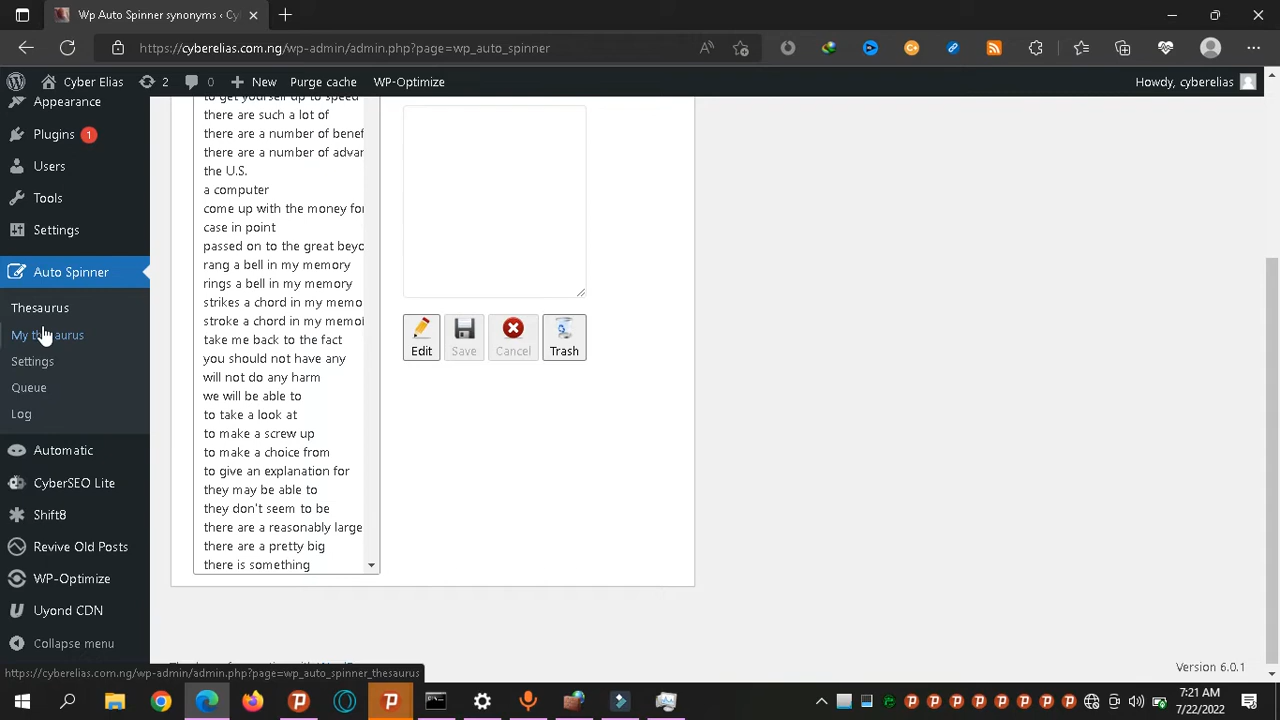 Wp Auto Spinner synonyms ‹ Cy
https://cyberelias.com.ng/wp-admin/admin.php?page=wp_auto_spinner
Cyber Elias
2
0
New
Purge cache
WP-Optimize
Howdy, cyberelias
Appearance
Plugins 1
Users
Tools
Settings
Auto Spinner
Thesaurus
My thesaurus
Settings
Queue
Log
Automatic
CyberSEO Lite
Shift8
Revive Old Posts
WP-Optimize
Uyond CDN
Collapse menu
to get yourself up to speed
there are such a lot of
there are a number of benef
there are a number of advan
the U.S.
a computer
come up with the money for
case in point
passed on to the great beyo
rang a bell in my memory
rings a bell in my memory
strikes a chord in my memo
stroke a chord in my memor
take me back to the fact
you should not have any
will not do any harm
we will be able to
to take a look at
to make a screw up
to make a choice from
to give an explanation for
they may be able to
they don't seem to be
there are a reasonably large
there are a pretty big
there is something
Edit
Save
Cancel
Trash
https://cyberelias.com.ng/wp-admin/admin.php?page=wp_auto_spinner_thesaurus
Version 6.0.1
7:21 AM
7/22/2022